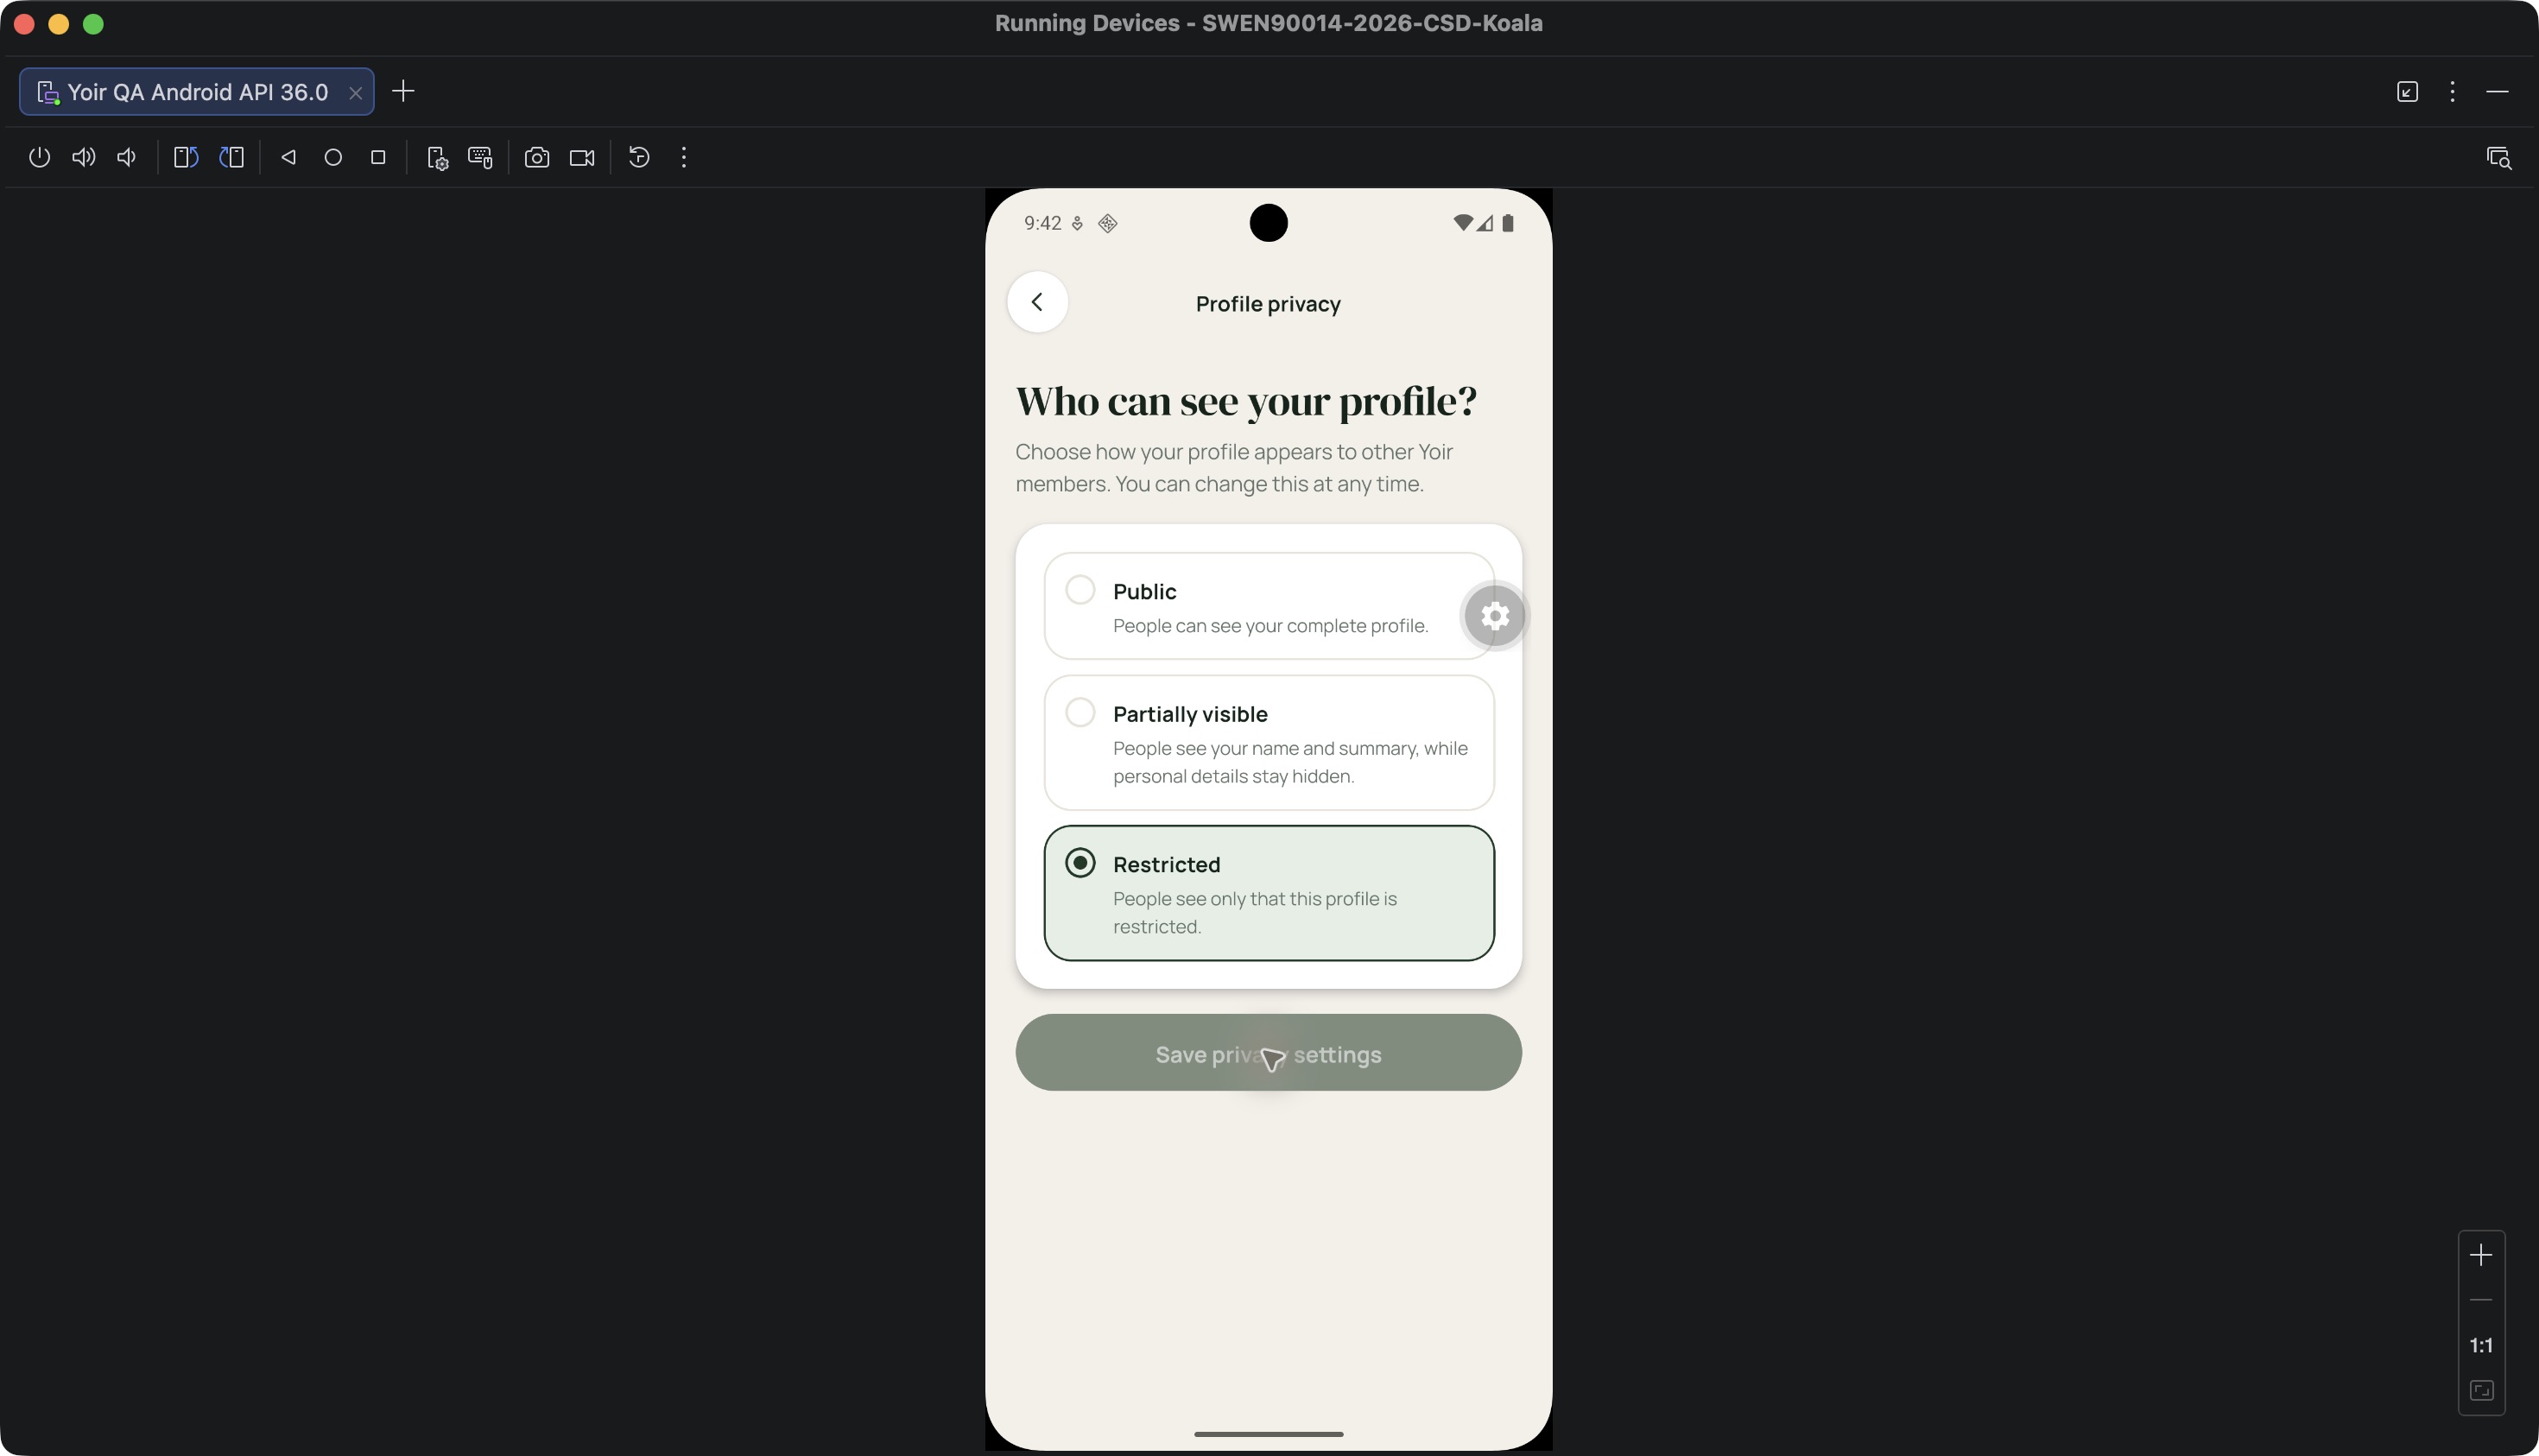 Running Devices - SWEN90014-2026-CSD-Koala
Yoir QA Android API 36.0
9:42
Profile privacy
Who can see your profile?
Choose how your profile appears to other Yoir
members. You can change this at any time.
Public
People can see your complete profile.
Partially visible
People see your name and summary, while
personal details stay hidden.
Restricted
People see only that this profile is
restricted.
Save privacy settings
1:1